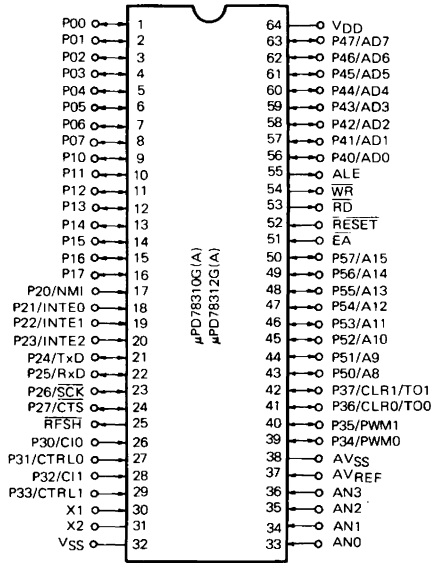 P00 1 64 VDD
P01 2 63 P47/AD7
P02 3 62 P46/AD6
P03 4 61 P45/AD5
P04 5 60 P44/AD4
P05 6 59 P43/AD3
P06 7 58 P42/AD2
P07 8 57 P41/AD1
P10 9 56 P40/AD0
P11 10 55 ALE
P12 11 54 W̅R̅
P13 12 53 R̅D̅
P14 13 52 R̅E̅S̅E̅T̅
P15 14 51 E̅A̅
P16 15 50 P57/A15
P17 16 49 P56/A14
P20/NMI 17 48 P55/A13
P21/INTE0 18 47 P54/A12
P22/INTE1 19 46 P53/A11
P23/INTE2 20 45 P52/A10
P24/TxD 21 44 P51/A9
P25/RxD 22 43 P50/A8
P26/S̅C̅K̅ 23 42 P37/CLR1/TO1
P27/C̅T̅S̅ 24 41 P36/CLR0/TO0
R̅F̅S̅H̅ 25 40 P35/PWM1
P30/CI0 26 39 P34/PWM0
P31/CTRL0 27 38 AVSS
P32/CI1 28 37 AVREF
P33/CTRL1 29 36 AN3
X1 30 35 AN2
X2 31 34 AN1
VSS 32 33 AN0
μPD78310G(A)
μPD78312G(A)